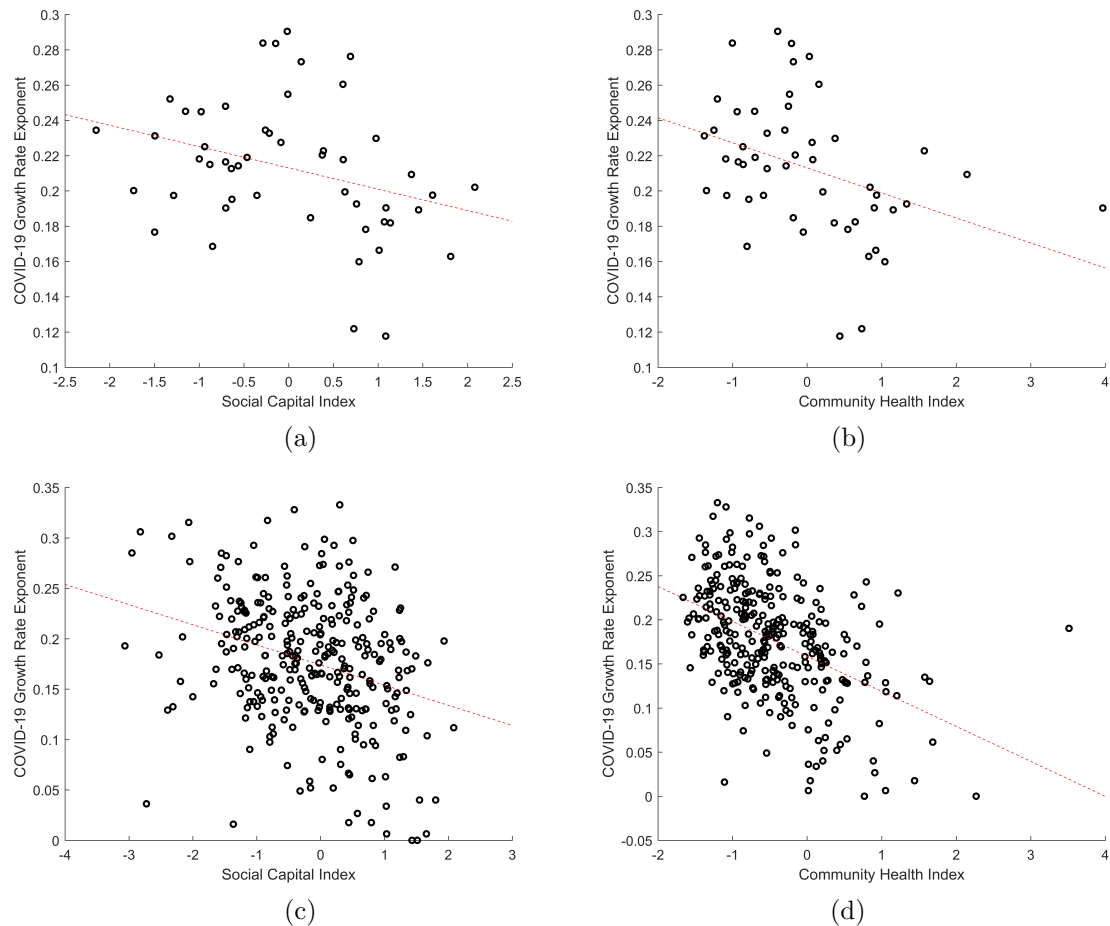 0.3
0.28
0.26
0.24
0.22
0.2
0.18
0.16
0.14
0.12
0.1
COVID-19 Growth Rate Exponent
-2.5 -2 -1.5 -1 -0.5 0 0.5 1 1.5 2 2.5
Social Capital Index
(a)
0.3
0.28
0.26
0.24
0.22
0.2
0.18
0.16
0.14
0.12
0.1
COVID-19 Growth Rate Exponent
-2 -1 0 1 2 3 4
Community Health Index
(b)
0.35
0.3
0.25
0.2
0.15
0.1
0.05
0
COVID-19 Growth Rate Exponent
-4 -3 -2 -1 0 1 2 3
Social Capital Index
(c)
0.35
0.3
0.25
0.2
0.15
0.1
0.05
0
-0.05
COVID-19 Growth Rate Exponent
-2 -1 0 1 2 3 4
Community Health Index
(d)